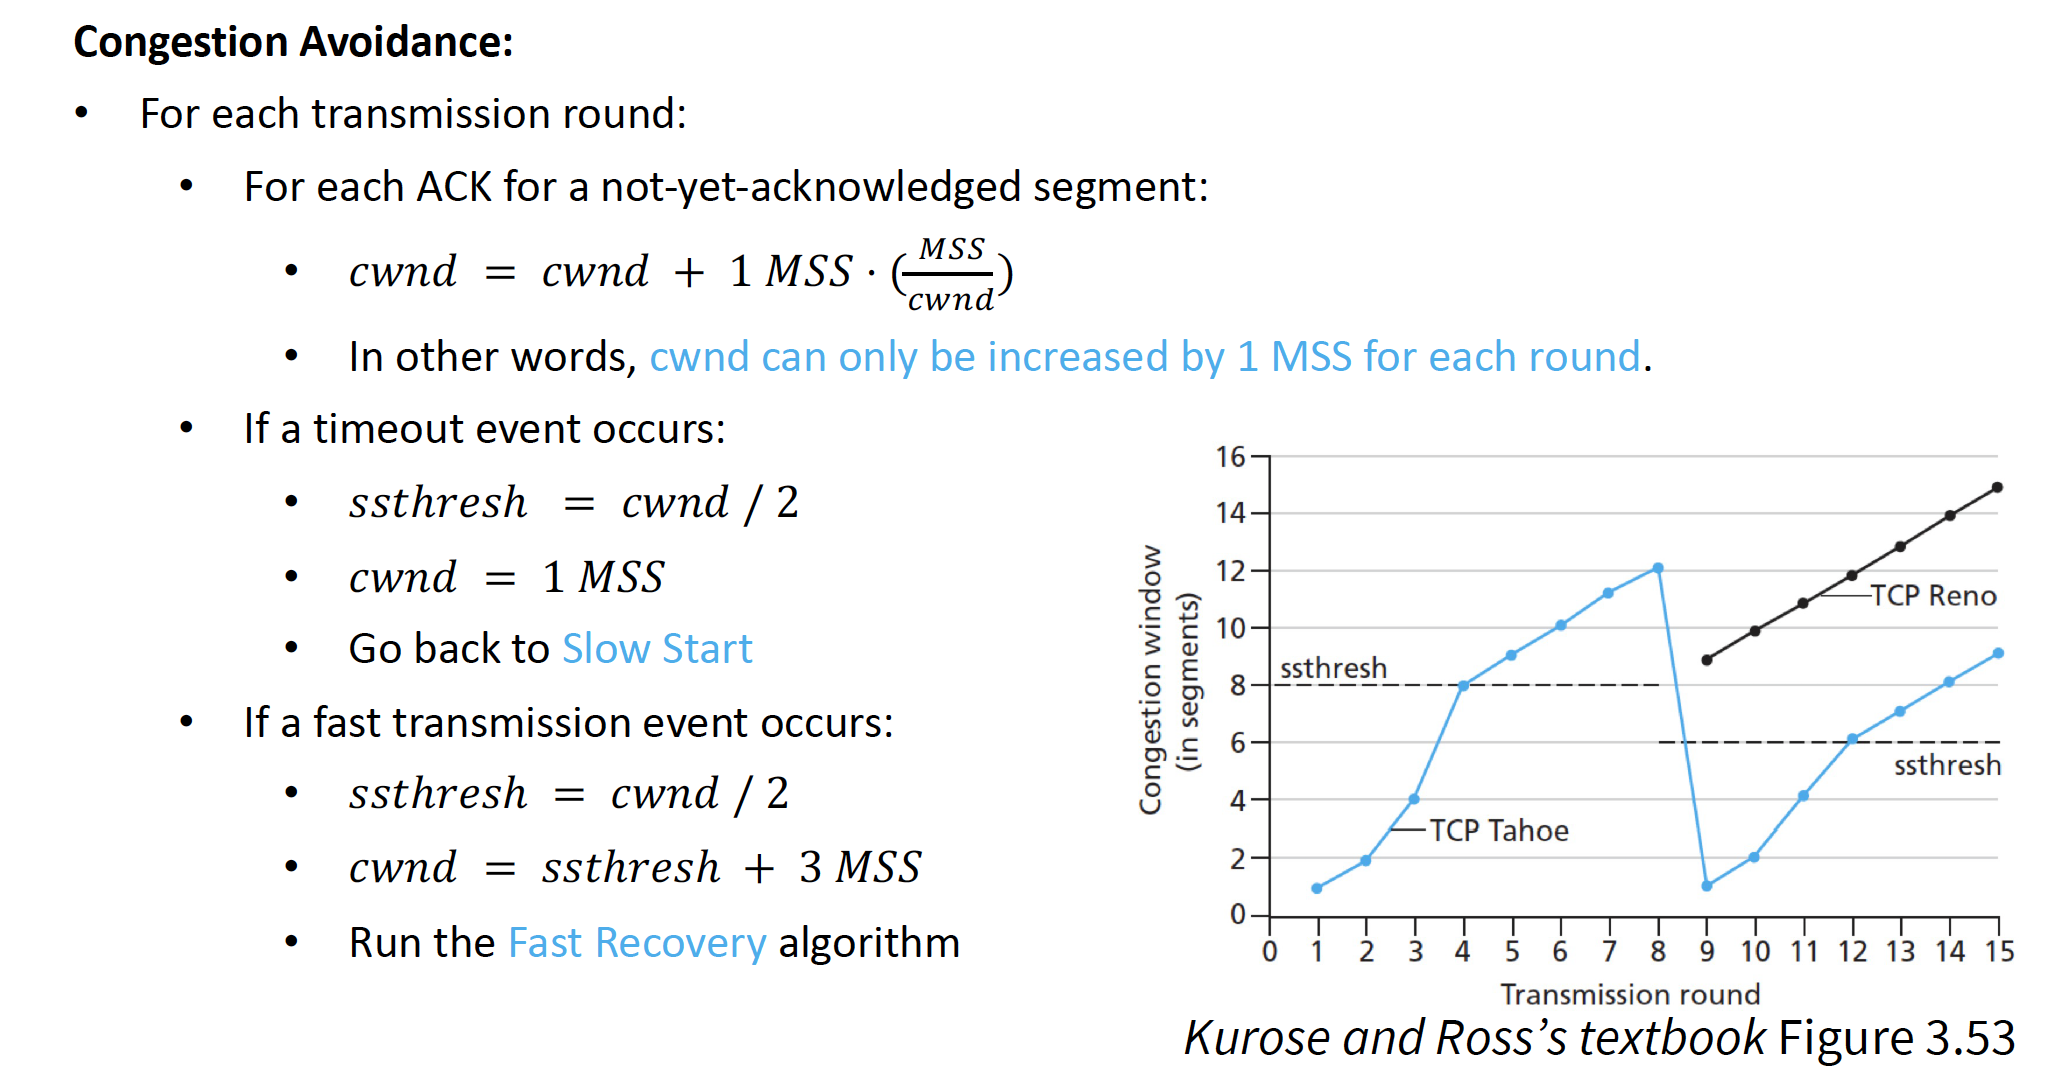 Congestion Avoidance:
• For each transmission round:
• For each ACK for a not-yet-acknowledged segment:
• cwnd = cwnd + 1 MSS · (MSS/cwnd)
• In other words, cwnd can only be increased by 1 MSS for each round.
• If a timeout event occurs:
• ssthresh = cwnd / 2
• cwnd = 1 MSS
• Go back to Slow Start
• If a fast transmission event occurs:
• ssthresh = cwnd / 2
• cwnd = ssthresh + 3 MSS
• Run the Fast Recovery algorithm
Congestion window
(in segments)
16
14
12
10
8
6
4
2
0
ssthresh
TCP Reno
ssthresh
TCP Tahoe
0 1 2 3 4 5 6 7 8 9 10 11 12 13 14 15
Transmission round
Kurose and Ross's textbook Figure 3.53